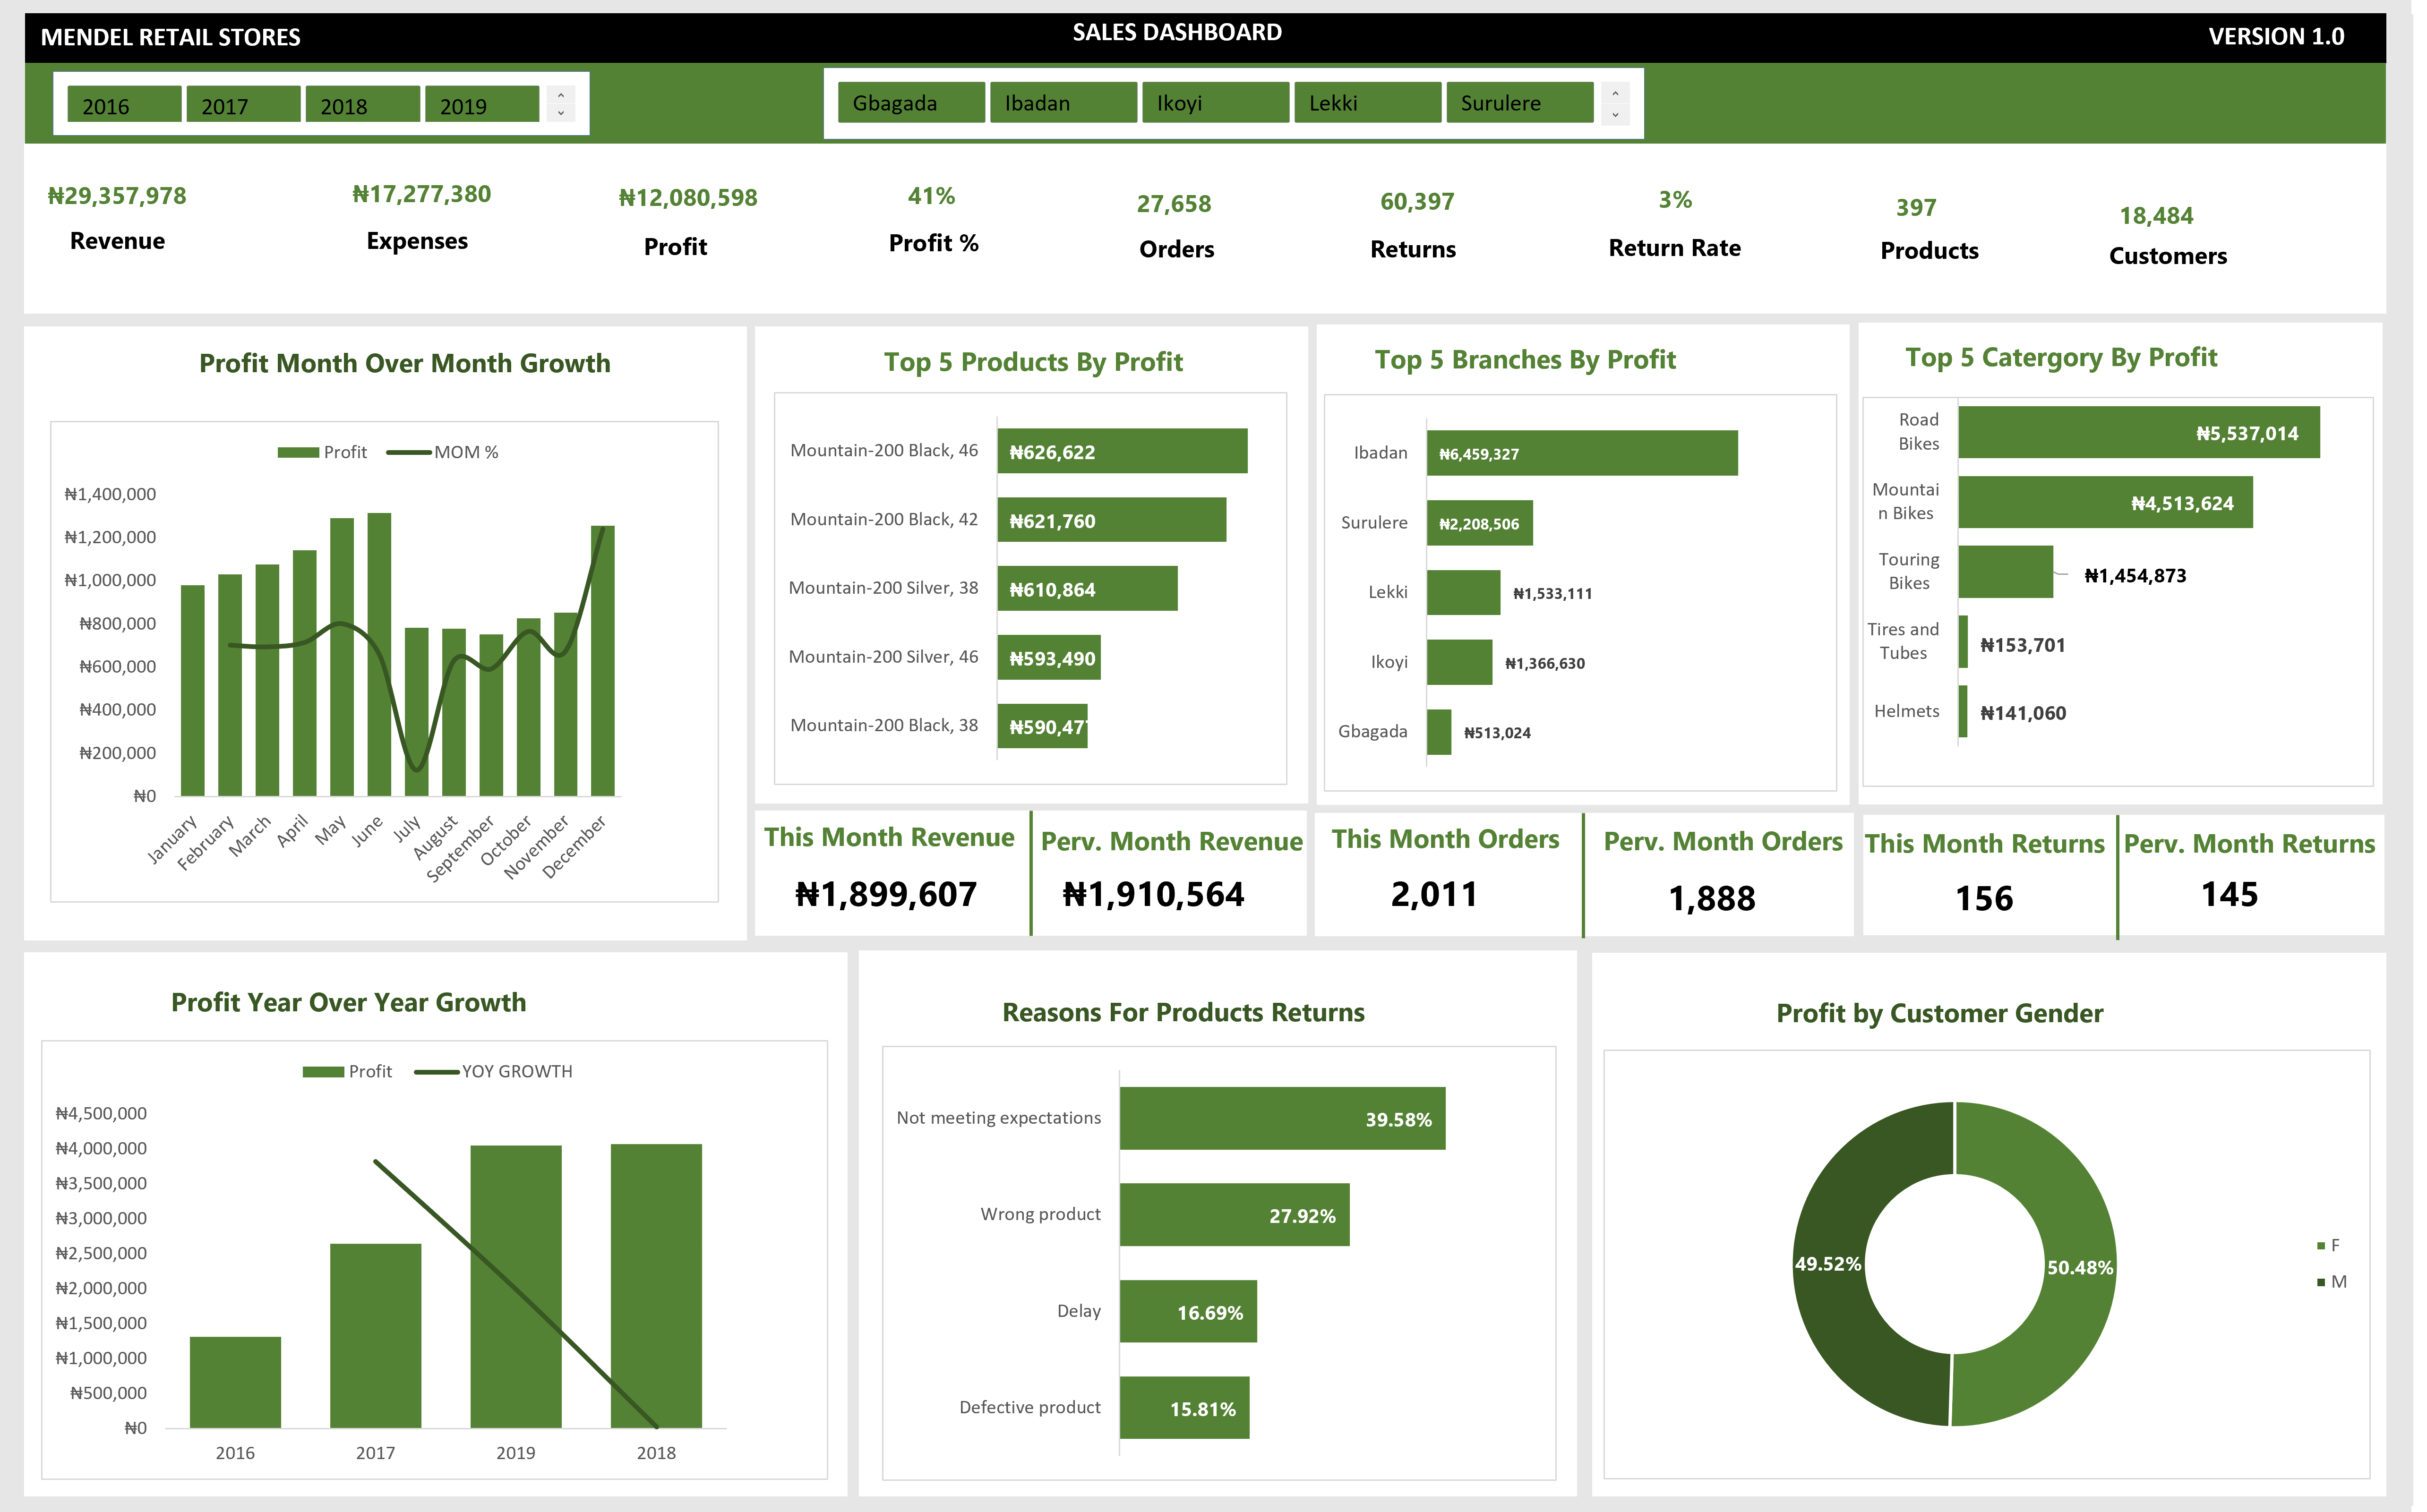 MENDEL RETAIL STORES
SALES DASHBOARD
VERSION 1.0
2016
2017
2018
2019
Gbagada
Ibadan
Ikoyi
Lekki
Surulere
₦29,357,978
Revenue
₦17,277,380
Expenses
₦12,080,598
Profit
41%
Profit %
27,658
Orders
60,397
Returns
3%
Return Rate
397
Products
18,484
Customers
Profit Month Over Month Growth
Profit
MOM %
₦1,400,000
₦1,200,000
₦1,000,000
₦800,000
₦600,000
₦400,000
₦200,000
₦0
January
February
March
April
May
June
July
August
September
October
November
December
Top 5 Products By Profit
Mountain-200 Black, 46
₦626,622
Mountain-200 Black, 42
₦621,760
Mountain-200 Silver, 38
₦610,864
Mountain-200 Silver, 46
₦593,490
Mountain-200 Black, 38
₦590,477
Top 5 Branches By Profit
Ibadan
₦6,459,327
Surulere
₦2,208,506
Lekki
₦1,533,111
Ikoyi
₦1,366,630
Gbagada
₦513,024
Top 5 Catergory By Profit
Road
Bikes
₦5,537,014
Mountai
n Bikes
₦4,513,624
Touring
Bikes
₦1,454,873
Tires and
Tubes
₦153,701
Helmets
₦141,060
This Month Revenue
₦1,899,607
Perv. Month Revenue
₦1,910,564
This Month Orders
2,011
Perv. Month Orders
1,888
This Month Returns
156
Perv. Month Returns
145
Profit Year Over Year Growth
Profit
YOY GROWTH
₦4,500,000
₦4,000,000
₦3,500,000
₦3,000,000
₦2,500,000
₦2,000,000
₦1,500,000
₦1,000,000
₦500,000
₦0
2016
2017
2019
2018
Reasons For Products Returns
Not meeting expectations
39.58%
Wrong product
27.92%
Delay
16.69%
Defective product
15.81%
Profit by Customer Gender
49.52%
50.48%
F
M